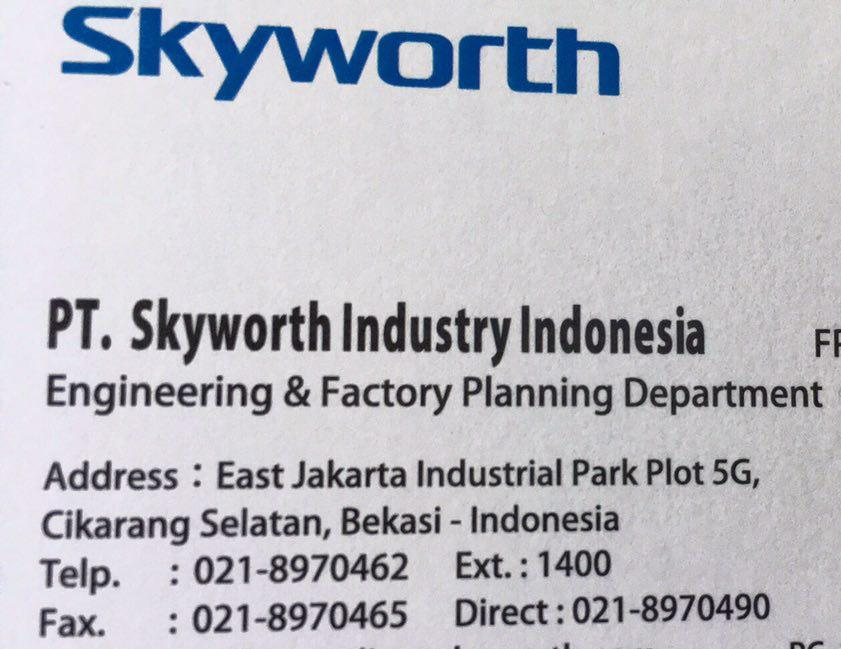 Skyworth
PT. Skyworth Industry Indonesia
Engineering & Factory Planning Department
Address : East Jakarta Industrial Park Plot 5G,
Cikarang Selatan, Bekasi - Indonesia
Telp. : 021-8970462 Ext. : 1400
Fax. : 021-8970465 Direct : 021-8970490